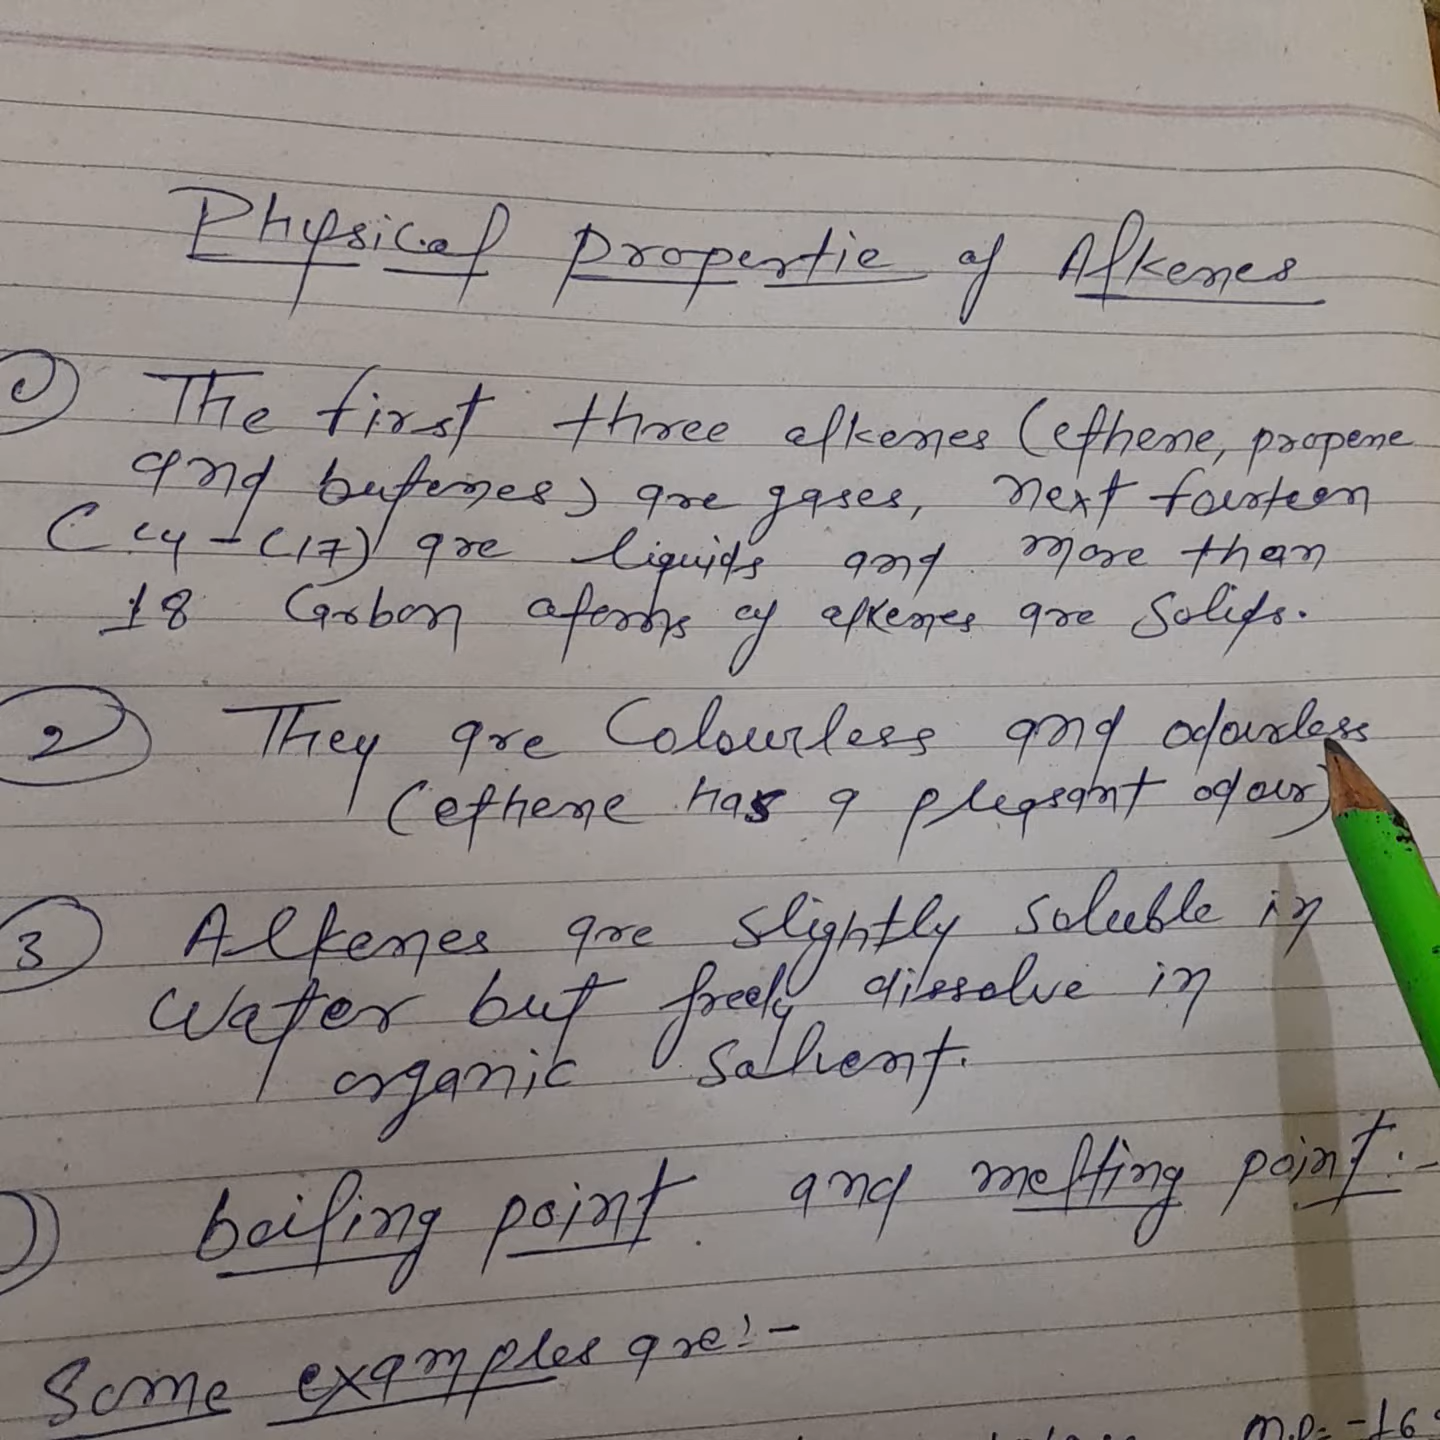 Physical Propertie of Alkenes
① The first three alkenes (ethene, propene
and butenes) are gases, next fourteen
(C4-C17) are liquids and more than
18 Carbon atoms of alkenes are Solids.
② They are Colourless and odourless
(ethene has a pleasant odour)
③ Alkenes are slightly soluble in
Water but freely dissolve in
organic Solvent.
boiling point and melting point:-
Some examples are:-
m.p= -16